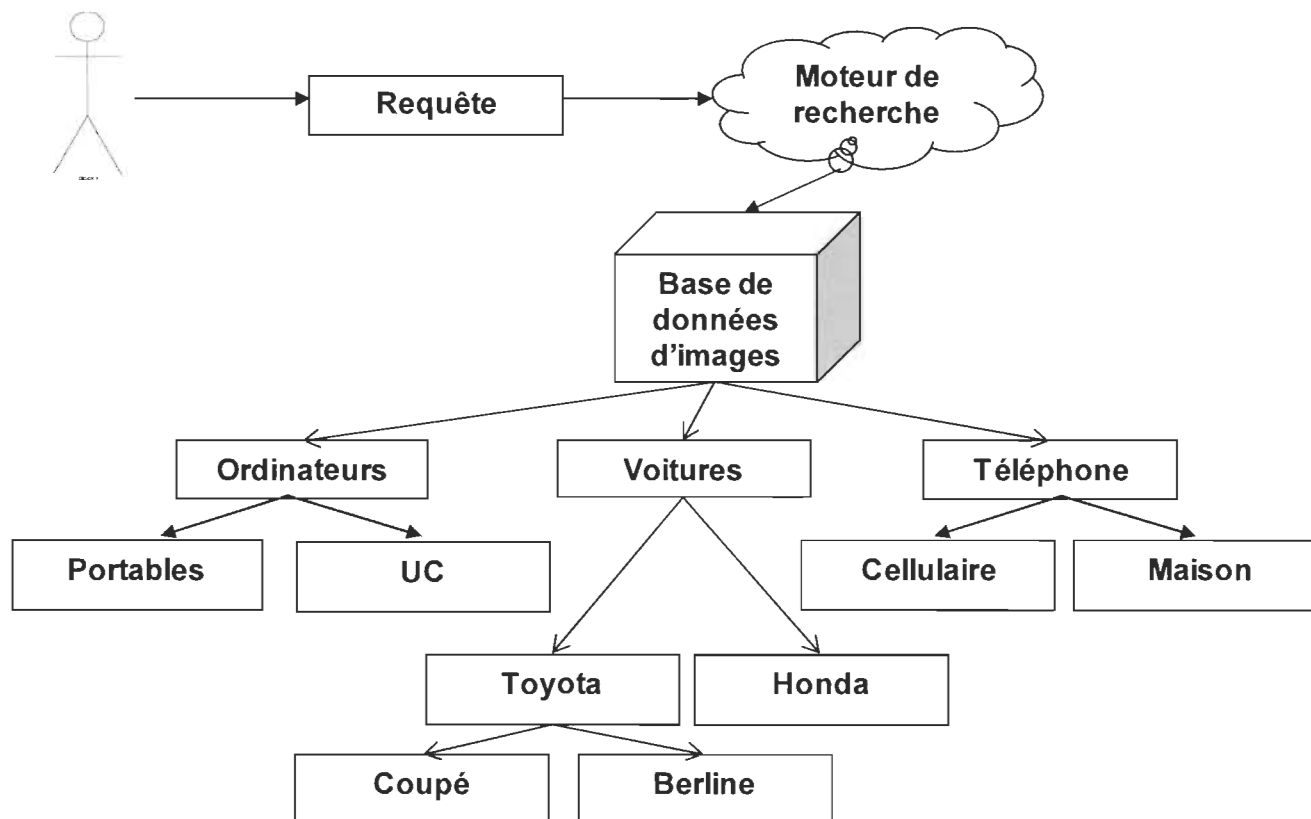 Requête
Moteur de
recherche
Base de
données
d'images
Ordinateurs
Voitures
Téléphone
Portables
UC
Cellulaire
Maison
Toyota
Honda
Coupé
Berline